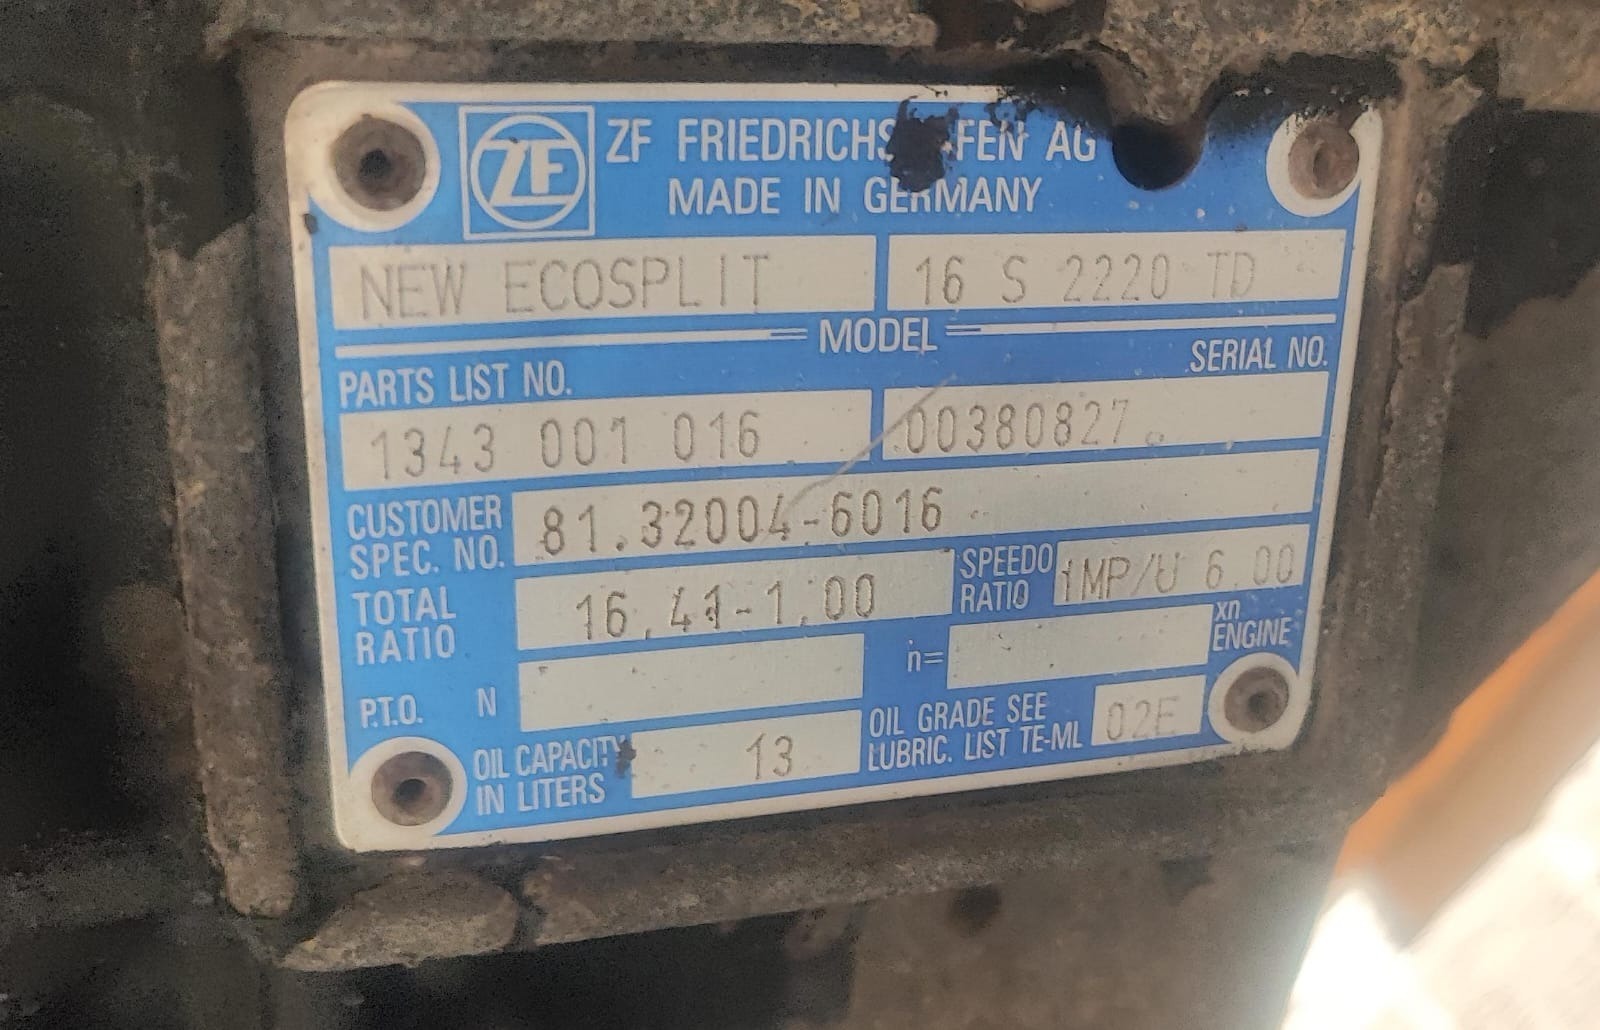 ZF
ZF FRIEDRICHS FEN AG
MADE IN GERMANY
NEW ECOSPLIT 16 S 2220 TD
MODEL
PARTS LIST NO. SERIAL NO.
1343 001 016 00380827
CUSTOMER SPEC. NO. 81.32004-6016
TOTAL RATIO 16,41-1,00 SPEEDO RATIO IMP/U 6.00
P.T.O. N n= xn ENGINE
OIL CAPACITY IN LITERS 13 OIL GRADE SEE LUBRIC. LIST TE-ML 02E